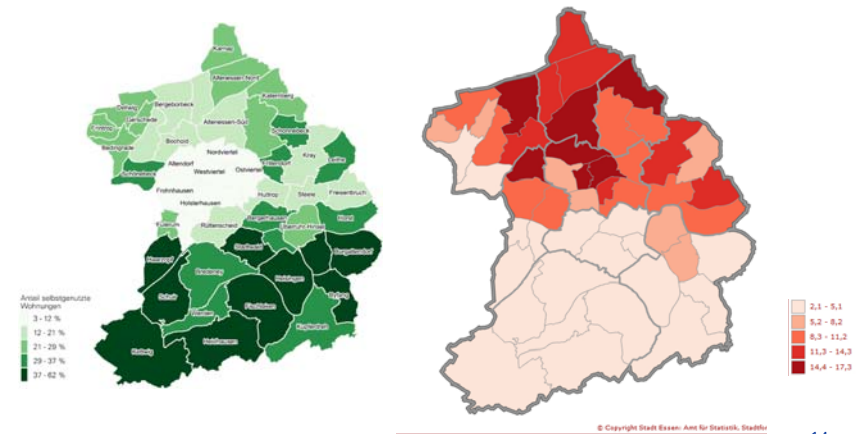 Karnap
Altenessen-Nord
Katernberg
Bergeborbeck
Dellwig
Gerschede
Altenessen-Süd
Schonnebeck
Frintrop
Bedingrade
Bochold
Nordviertel
Kray
Leithe
Altendorf
Westviertel
Ostviertel
Frillendorf
Schönebeck
Frohnhausen
Holsterhausen
Huttrop
Steele
Freisenbruch
Fulerum
Rüttenscheid
Bergerhausen
Horst
Überruhr-Hinsel
Stadtwald
Burgaltendorf
Haarzopf
Bredeney
Heisingen
Schuir
Byfang
Fischlaken
Werden
Kupferdreh
Kettwig
Heidhausen
Anteil selbstgenutzte
Wohnungen
3 - 12 %
12 - 21 %
21 - 29 %
29 - 37 %
37 - 62 %
2,1 - 5,1
5,2 - 8,2
8,3 - 11,2
11,3 - 14,3
14,4 - 17,3
© Copyright Stadt Essen: Amt für Statistik, Stadtfor